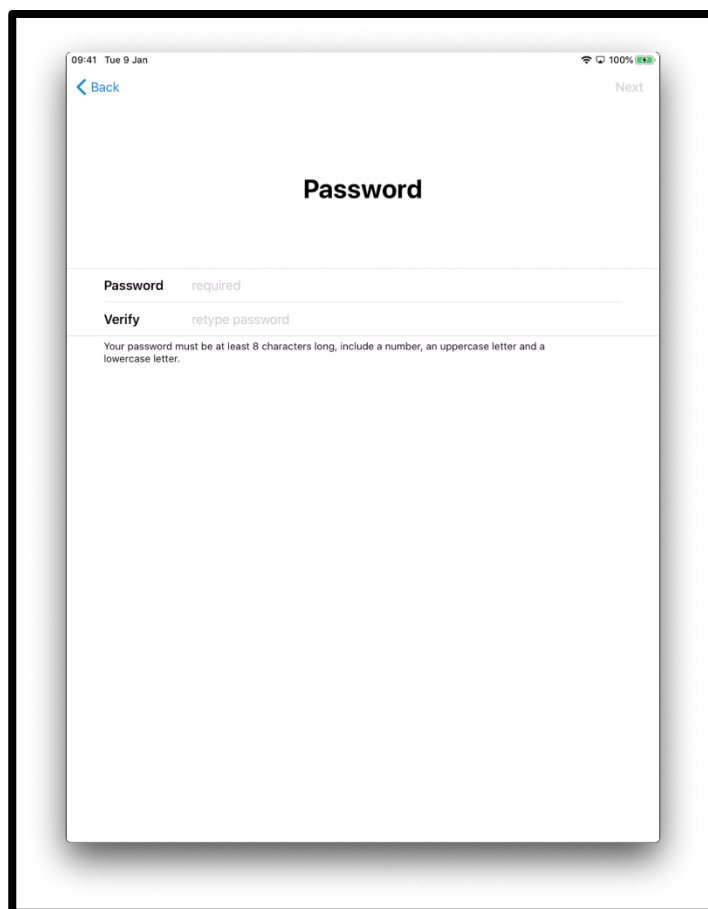 09:41 Tue 9 Jan 100%
Back Next
Password
Password required
Verify retype password
Your password must be at least 8 characters long, include a number, an uppercase letter and a
lowercase letter.